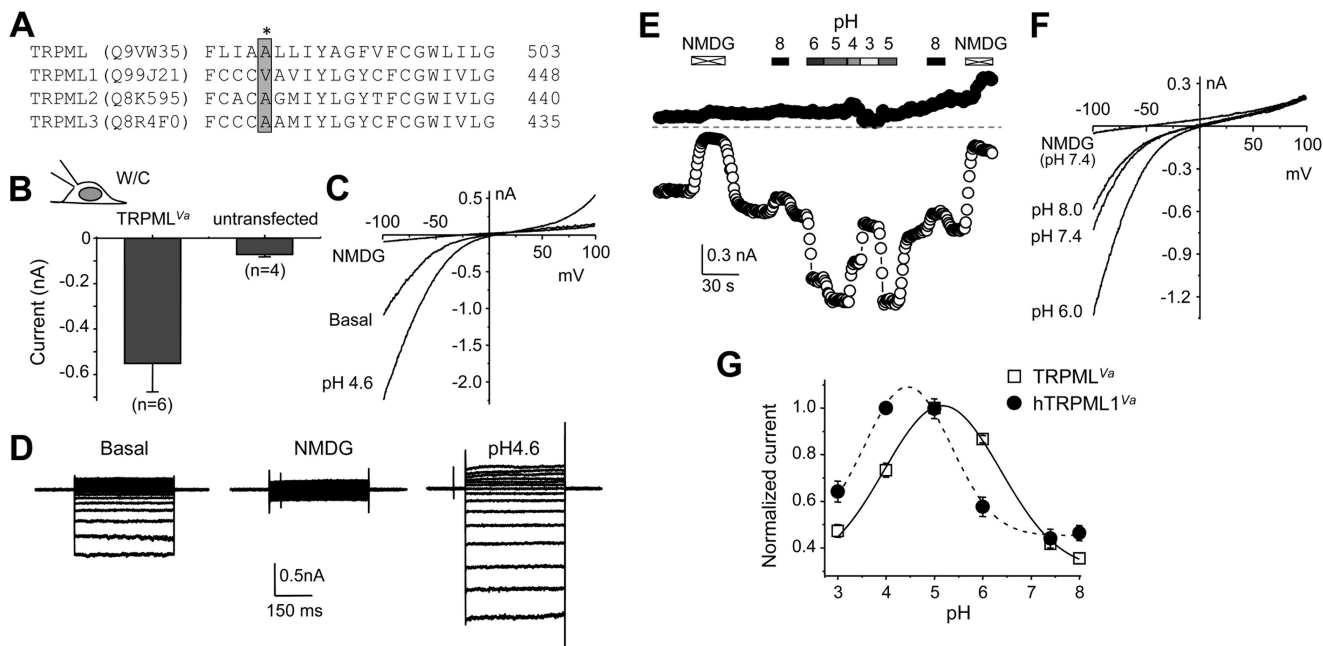 A
*
TRPML (Q9VW35) FLIAALLIYAGFVFCGWLILG 503
TRPML1(Q99J21) FCCCVAVIYLGYCFCGWIVLG 448
TRPML2(Q8K595) FCACAGMIYLGYTFCGWIVLG 440
TRPML3(Q8R4F0) FCCCAAMIYLGYCFCGWIVLG 435
B
W/C
TRPMLVa untransfected
0
-0.2
-0.4
-0.6
Current (nA)
(n=6)
(n=4)
C
nA
0.5
-100 -50
50 100
mV
-0.5
-1.0
-1.5
-2.0
NMDG
Basal
pH 4.6
D
Basal NMDG pH4.6
0.5nA
150 ms
E
pH
NMDG 8 6 5 4 3 5 8 NMDG
0.3 nA
30 s
F
0.3 nA
-100 -50
50 100
mV
-0.3
-0.6
-0.9
-1.2
NMDG
(pH 7.4)
pH 8.0
pH 7.4
pH 6.0
G
TRPMLVa
hTRPML1Va
Normalized current
1.0
0.8
0.6
0.4
3 4 5 6 7 8
pH